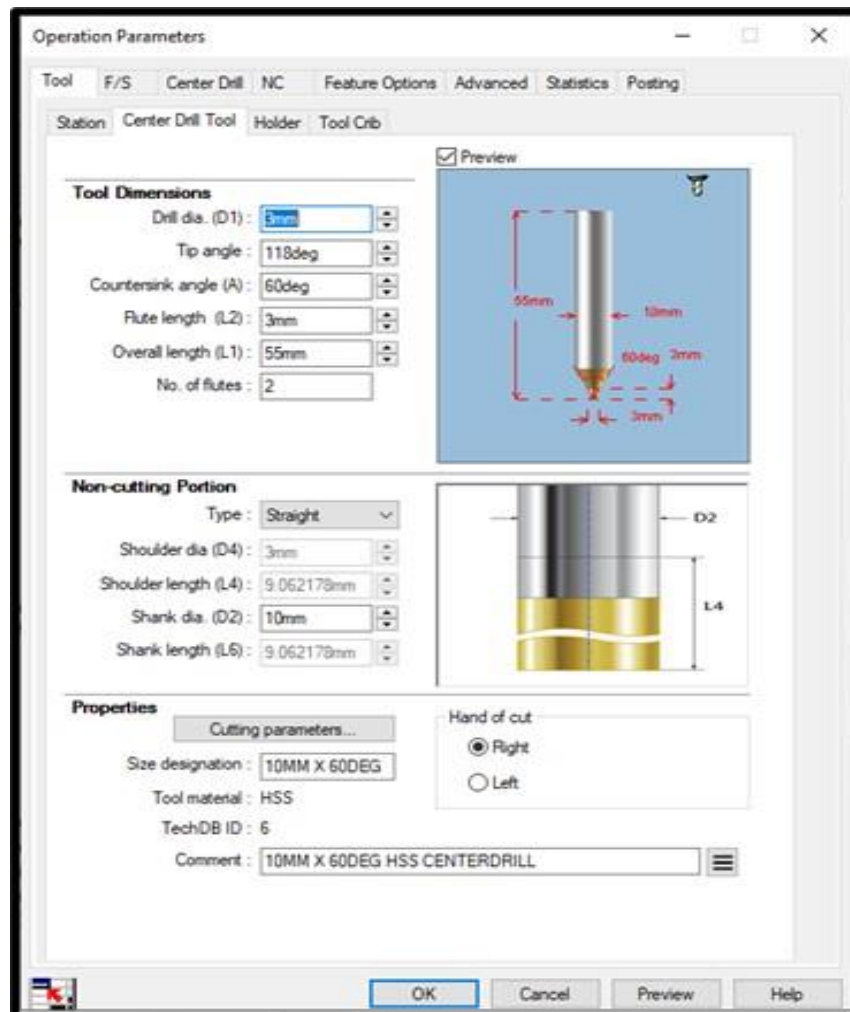 Operation Parameters
Tool F/S Center Drill NC Feature Options Advanced Statistics Posting
Station Center Drill Tool Holder Tool Crib
Preview
Tool Dimensions
Drill dia. (D1) : 3mm
Tip angle : 118deg
Countersink angle (A) : 60deg
Flute length (L2) : 3mm
Overall length (L1) : 55mm
No. of flutes : 2
55mm
10mm
60deg 3mm
3mm
Non-cutting Portion
Type : Straight
Shoulder dia (D4) : 3mm
Shoulder length (L4) : 9.062178mm
Shank dia. (D2) : 10mm
Shank length (L6) : 9.062178mm
D2
L4
Properties
Cutting parameters...
Size designation : 10MM X 60DEG
Tool material : HSS
TechDB ID : 6
Comment : 10MM X 60DEG HSS CENTERDRILL
Hand of cut
Right
Left
OK Cancel Preview Help